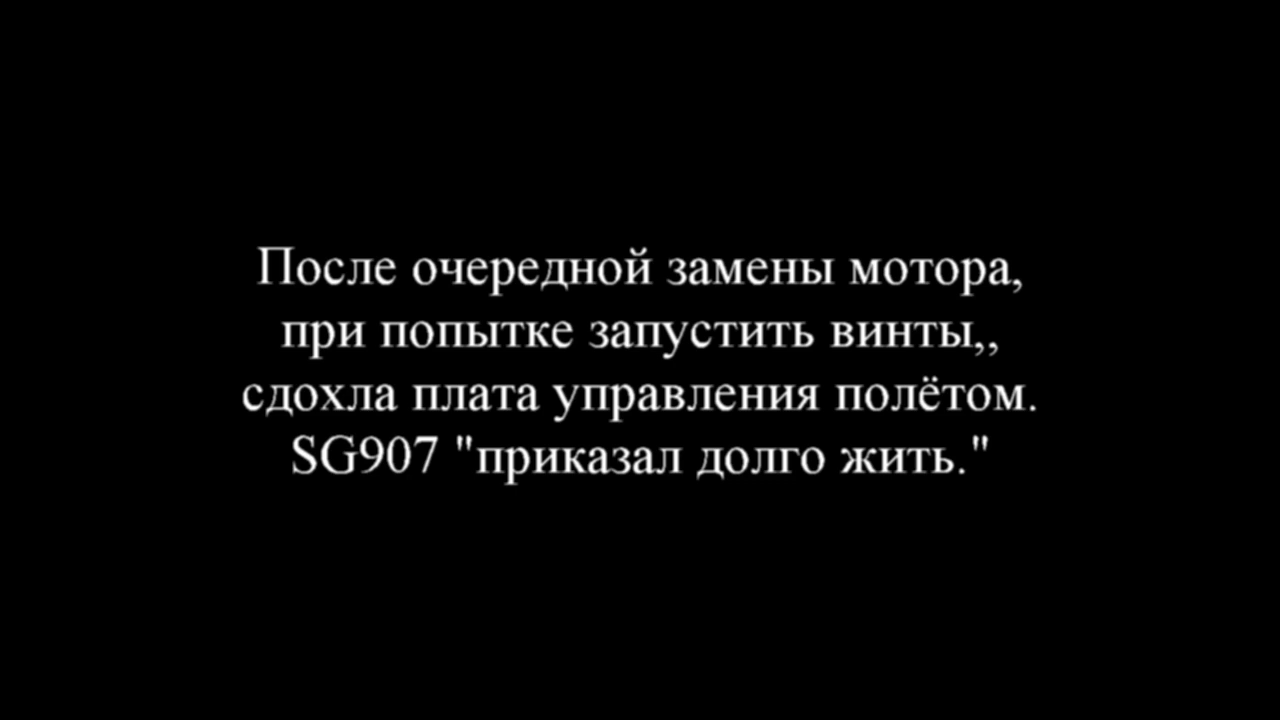 После очередной замены мотора,
при попытке запустить винты,,
сдохла плата управления полётом.
SG907 "приказал долго жить."